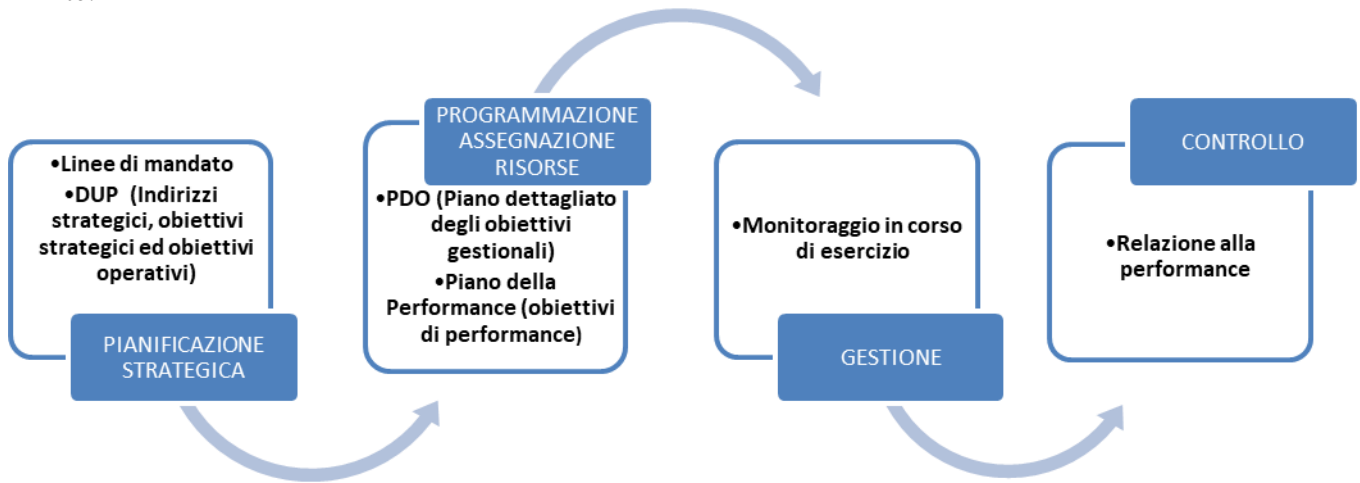 •Linee di mandato
•DUP (Indirizzi
strategici, obiettivi
strategici ed obiettivi
operativi)
PIANIFICAZIONE
STRATEGICA
PROGRAMMAZIONE
ASSEGNAZIONE
RISORSE
•PDO (Piano dettagliato
degli obiettivi
gestionali)
•Piano della
Performance (obiettivi
di performance)
•Monitoraggio in corso
di esercizio
GESTIONE
CONTROLLO
•Relazione alla
performance